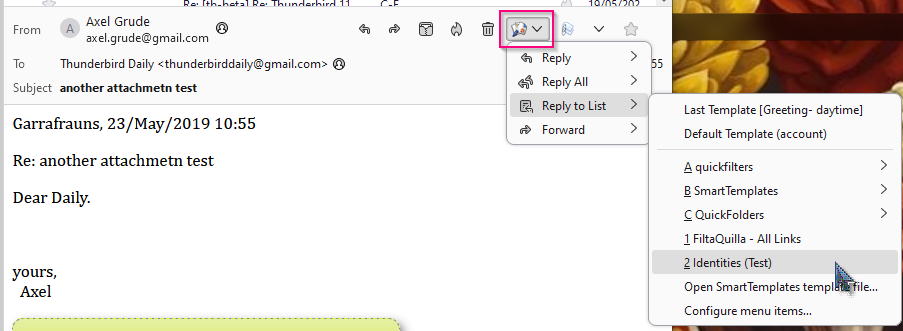 Re: [tb-beta] Re: Thunderbird 11
C-F
19/05/202...
From
A
Axel Grude
axel.grude@gmail.com
To
Thunderbird Daily <thunderbirddaily@gmail.com>
55
Subject
another attachmetn test
Garrafrauns, 23/May/2019 10:55
Re: another attachmetn test
Dear Daily.
yours,
Axel
Reply
Reply All
Reply to List
Forward
Last Template [Greeting- daytime]
Default Template (account)
A quickfilters
B SmartTemplates
C QuickFolders
1 FiltaQuilla - All Links
2 Identities (Test)
Open SmartTemplates template file...
Configure menu items...